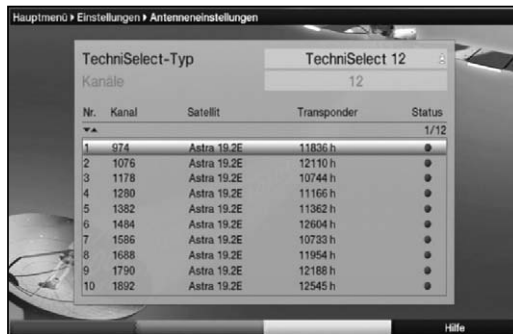 Hauptmenü ▸ Einstellungen ▸ Antenneneinstellungen
TechniSelect-Typ TechniSelect 12
Kanäle 12
Nr. Kanal Satellit Transponder Status
1/12
1 974 Astra 19.2E 11836 h
2 1076 Astra 19.2E 12110 h
3 1178 Astra 19.2E 10744 h
4 1280 Astra 19.2E 11166 h
5 1382 Astra 19.2E 11362 h
6 1484 Astra 19.2E 12604 h
7 1586 Astra 19.2E 10733 h
8 1688 Astra 19.2E 11954 h
9 1790 Astra 19.2E 12188 h
10 1892 Astra 19.2E 12545 h
Hilfe